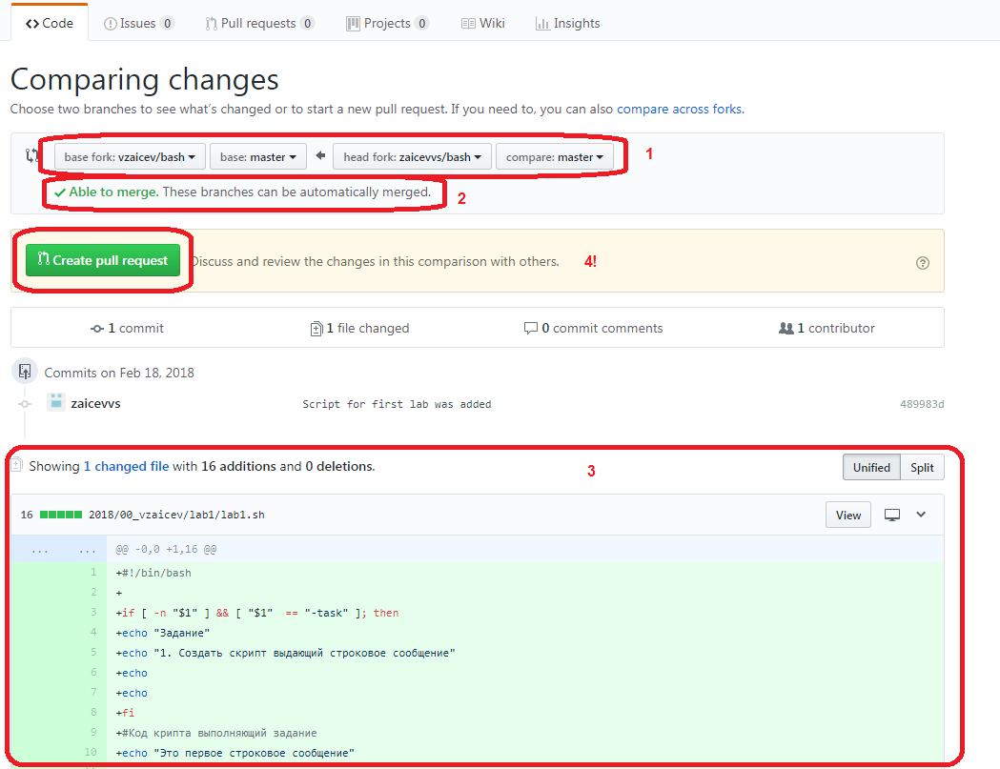 Code Issues 0 Pull requests 0 Projects 0 Wiki Insights
Comparing changes
Choose two branches to see what's changed or to start a new pull request. If you need to, you can also compare across forks.
base fork: vzaicev/bash base: master head fork: zaicevvs/bash compare: master 1
Able to merge. These branches can be automatically merged. 2
Create pull request Discuss and review the changes in this comparison with others. 4!
1 commit 1 file changed 0 commit comments 1 contributor
Commits on Feb 18, 2018
zaicevvs Script for first lab was added 489983d
Showing 1 changed file with 16 additions and 0 deletions. 3 Unified Split
16 2018/00_vzaicev/lab1/lab1.sh View
... ... @@ -0,0 +1,16 @@
1 +#!/bin/bash
2 +
3 +if [ -n "$1" ] && [ "$1" == "-task" ]; then
4 +echo "Задание"
5 +echo "1. Создать скрипт выдающий строковое сообщение"
6 +echo
7 +echo
8 +fi
9 +#Код крипта выполняющий задание
10 +echo "Это первое строковое сообщение"